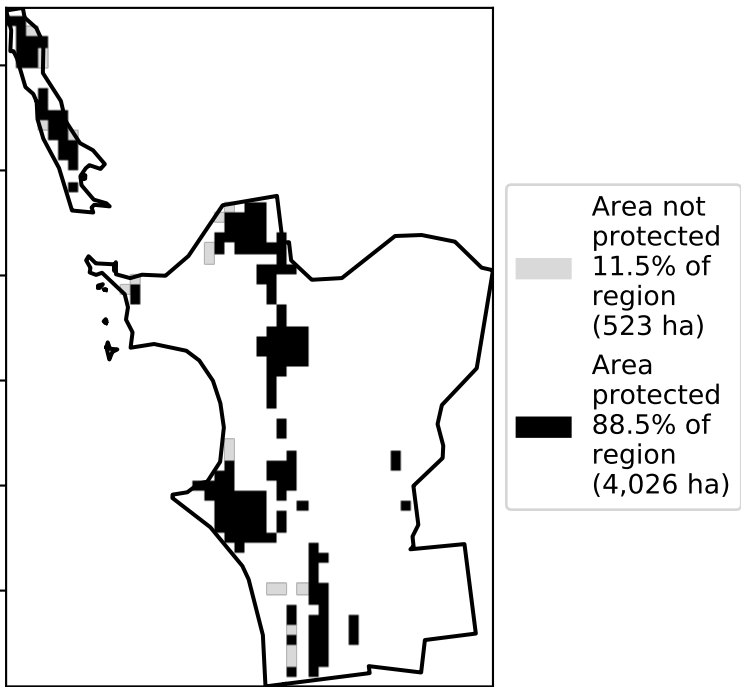 Area not
protected
11.5% of
region
(523 ha)
Area
protected
88.5% of
region
(4,026 ha)